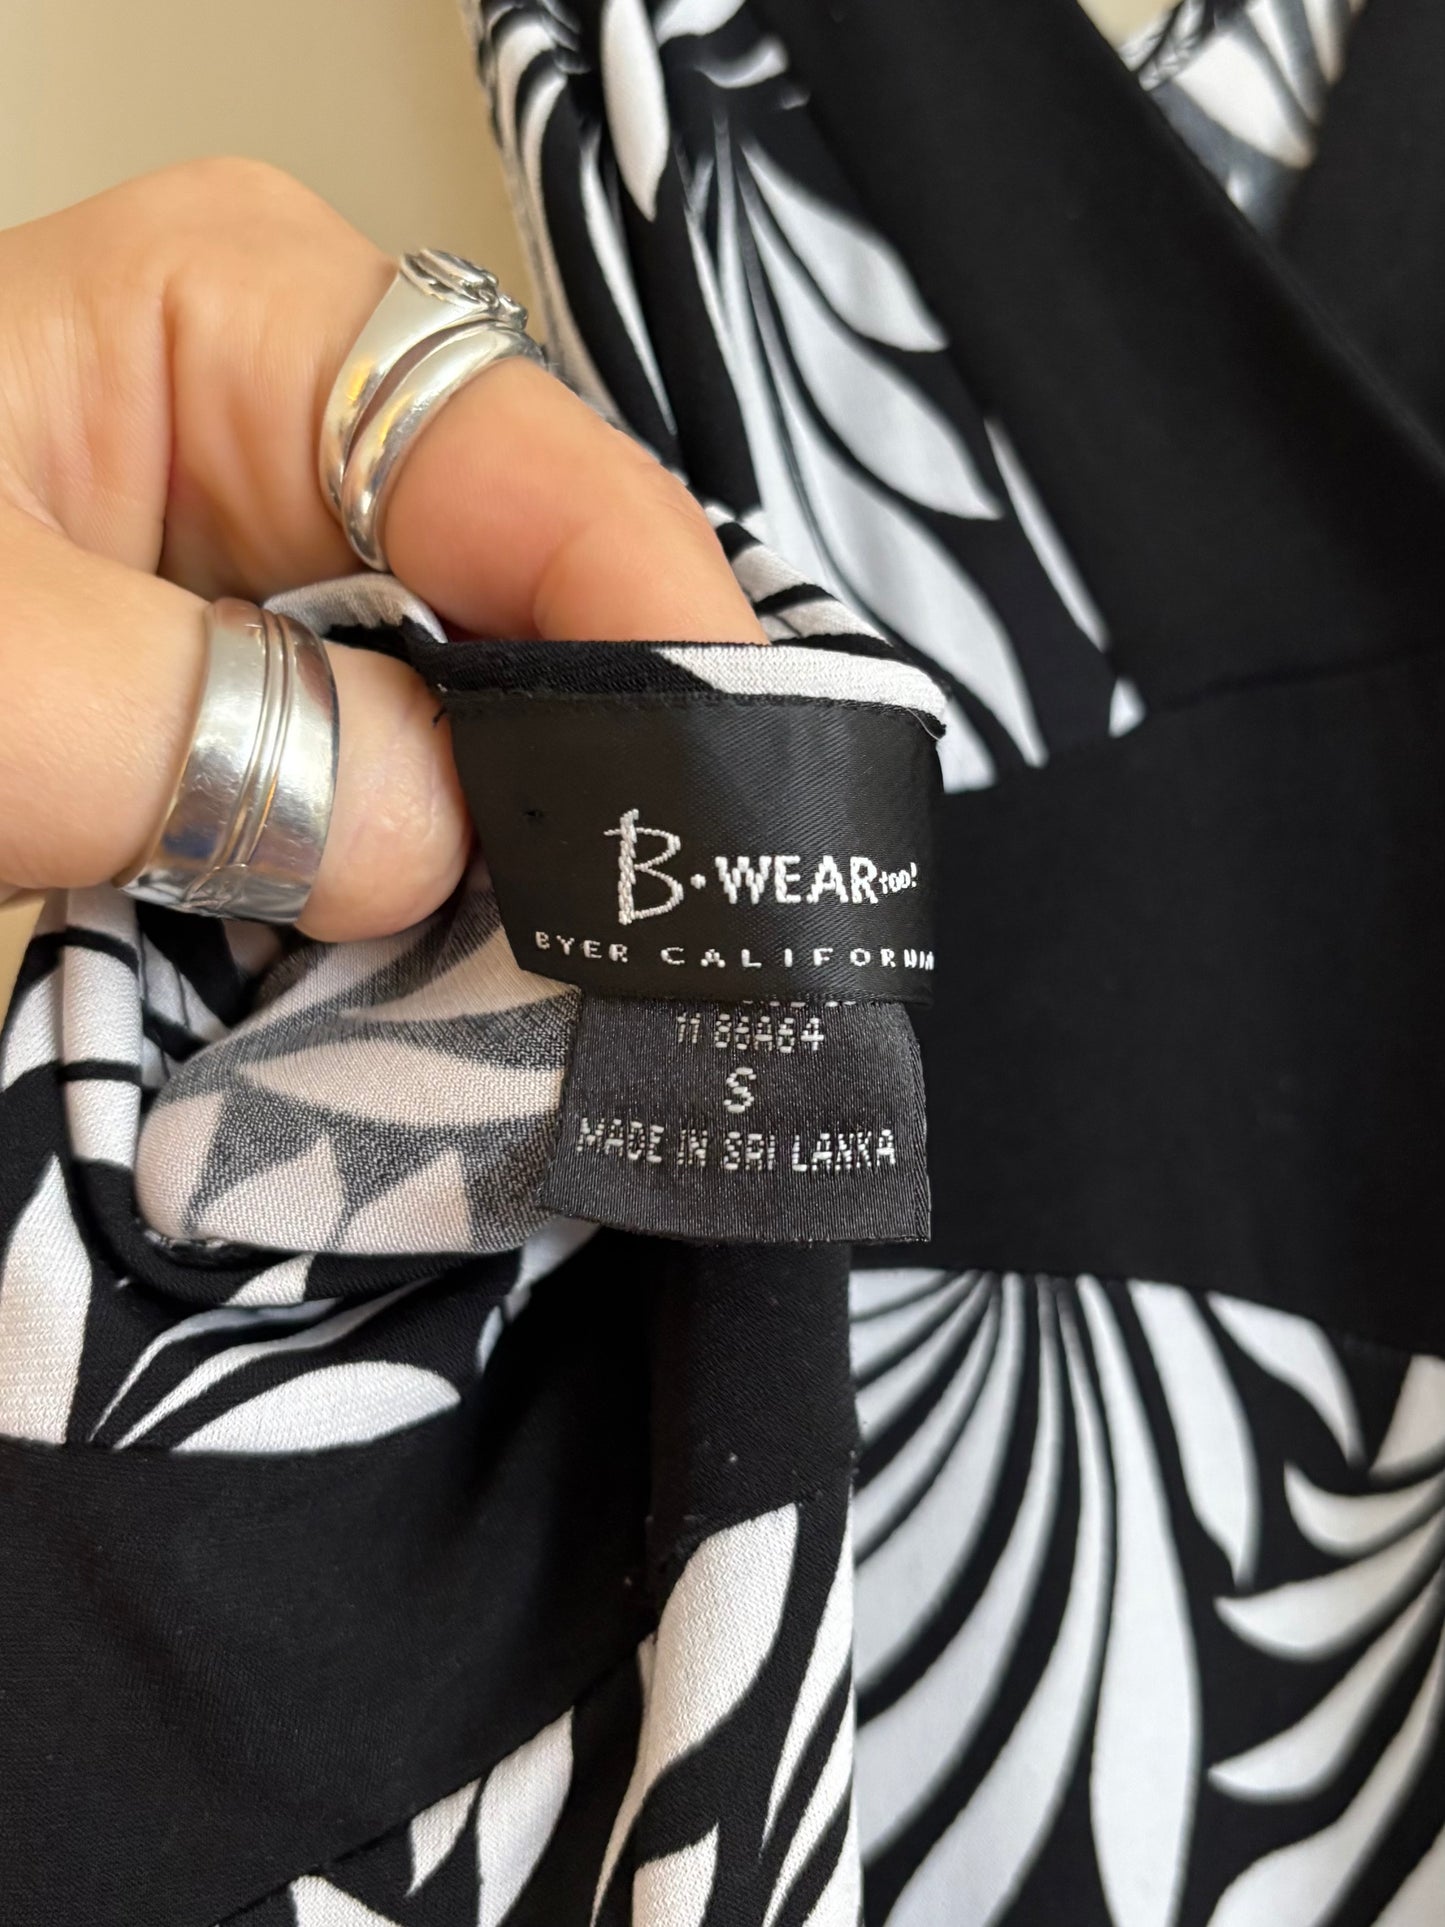 B·WEAR too!
BYER CALIFORNIA
S
MADE IN SRI LANKA